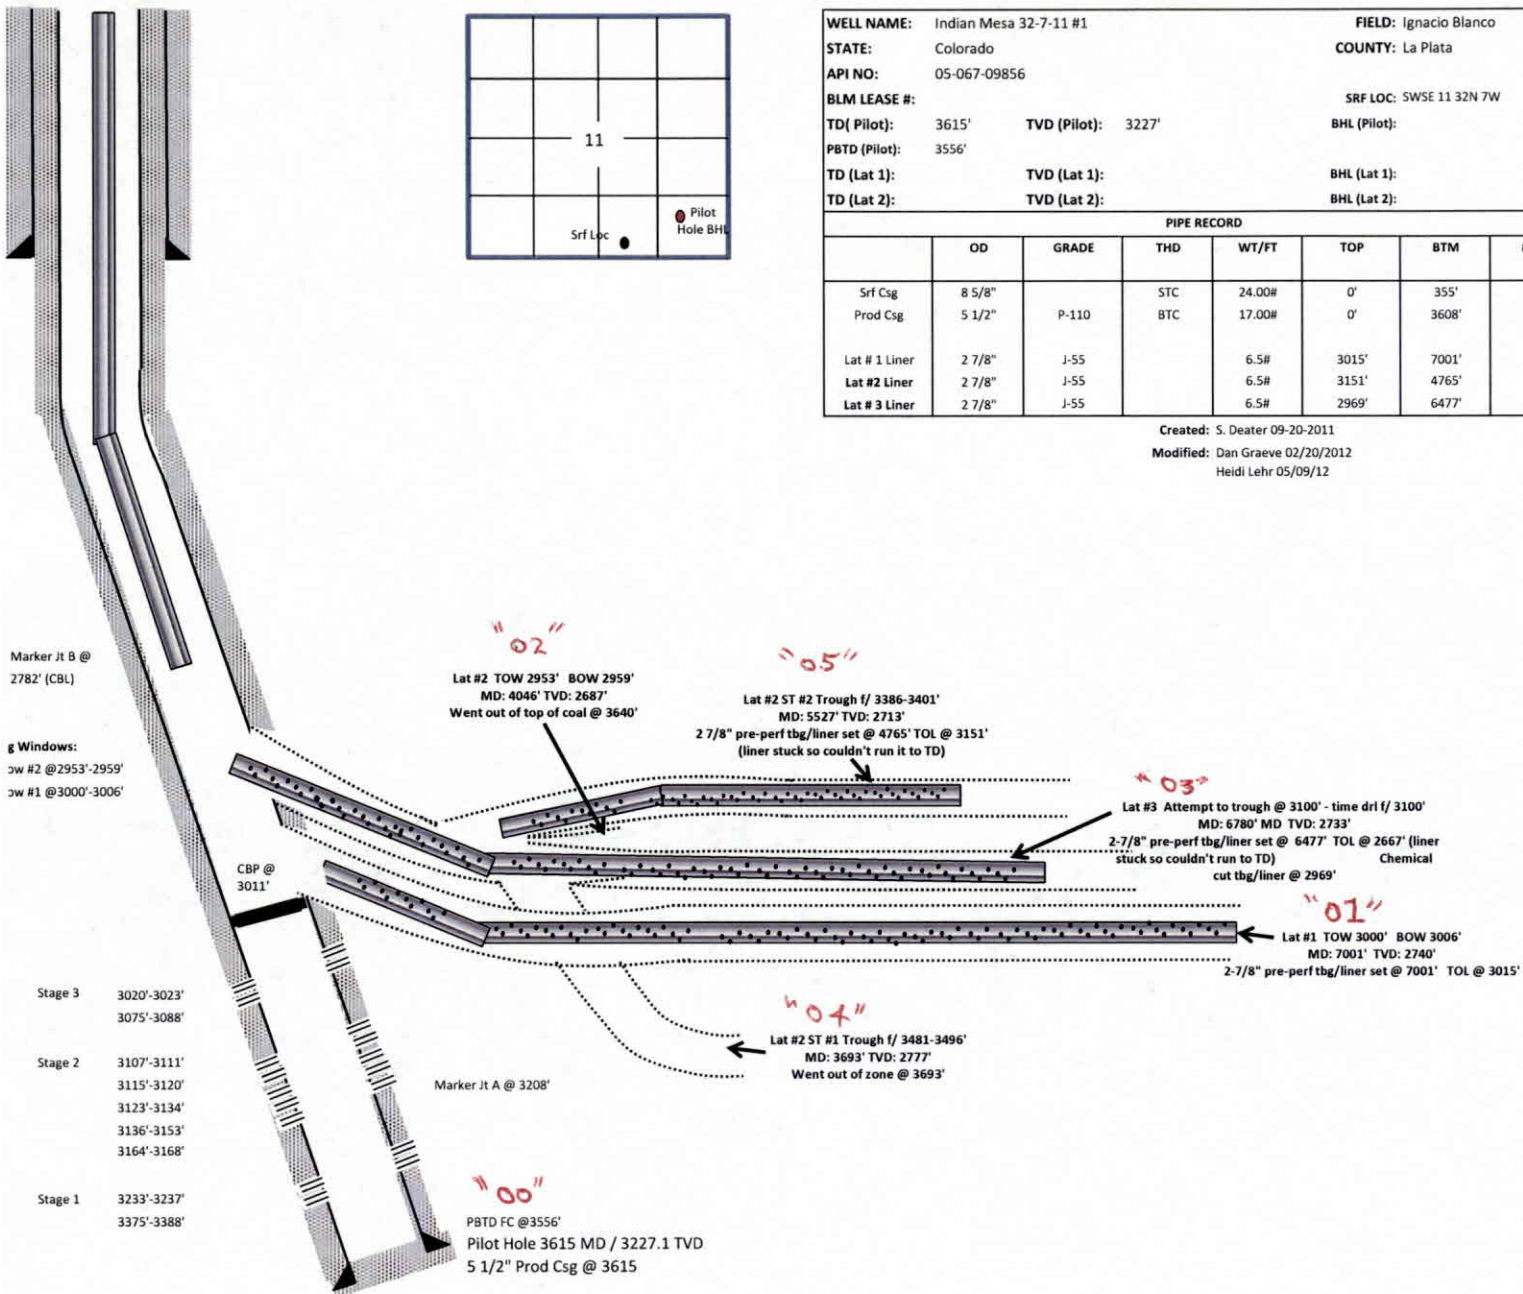 WELL NAME: Indian Mesa 32-7-11 #1 FIELD: Ignacio Blanco
STATE: Colorado COUNTY: La Plata
API NO: 05-067-09856
BLM LEASE #: SRF LOC: SWSE 11 32N 7W
TD( Pilot): 3615' TVD (Pilot): 3227' BHL (Pilot):
PBTD (Pilot): 3556'
TD (Lat 1): TVD (Lat 1): BHL (Lat 1):
TD (Lat 2): TVD (Lat 2): BHL (Lat 2):
PIPE RECORD
OD GRADE THD WT/FT TOP BTM
Srf Csg 8 5/8" STC 24.00# 0' 355'
Prod Csg 5 1/2" P-110 BTC 17.00# 0' 3608'
Lat # 1 Liner 2 7/8" J-55 6.5# 3015' 7001'
Lat #2 Liner 2 7/8" J-55 6.5# 3151' 4765'
Lat # 3 Liner 2 7/8" J-55 6.5# 2969' 6477'
Created: S. Deater 09-20-2011
Modified: Dan Graeve 02/20/2012
Heidi Lehr 05/09/12
11
Srf Loc
Pilot
Hole BHL
Marker Jt B @
2782' (CBL)
g Windows:
ow #2 @2953'-2959'
ow #1 @3000'-3006'
"02"
Lat #2 TOW 2953' BOW 2959'
MD: 4046' TVD: 2687'
Went out of top of coal @ 3640'
"05"
Lat #2 ST #2 Trough f/ 3386-3401'
MD: 5527' TVD: 2713'
2 7/8" pre-perf tbg/liner set @ 4765' TOL @ 3151'
(liner stuck so couldn't run it to TD)
"03"
Lat #3 Attempt to trough @ 3100' - time drl f/ 3100'
MD: 6780' MD TVD: 2733'
2-7/8" pre-perf tbg/liner set @ 6477' TOL @ 2667' (liner
stuck so couldn't run to TD) Chemical
cut tbg/liner @ 2969'
"01"
Lat #1 TOW 3000' BOW 3006'
MD: 7001' TVD: 2740'
2-7/8" pre-perf tbg/liner set @ 7001' TOL @ 3015'
CBP @
3011'
"04"
Lat #2 ST #1 Trough f/ 3481-3496'
MD: 3693' TVD: 2777'
Went out of zone @ 3693'
Stage 3 3020'-3023'
3075'-3088'
Stage 2 3107'-3111'
3115'-3120'
3123'-3134'
3136'-3153'
3164'-3168'
Marker Jt A @ 3208'
Stage 1 3233'-3237'
3375'-3388'
"00"
PBTD FC @3556'
Pilot Hole 3615 MD / 3227.1 TVD
5 1/2" Prod Csg @ 3615